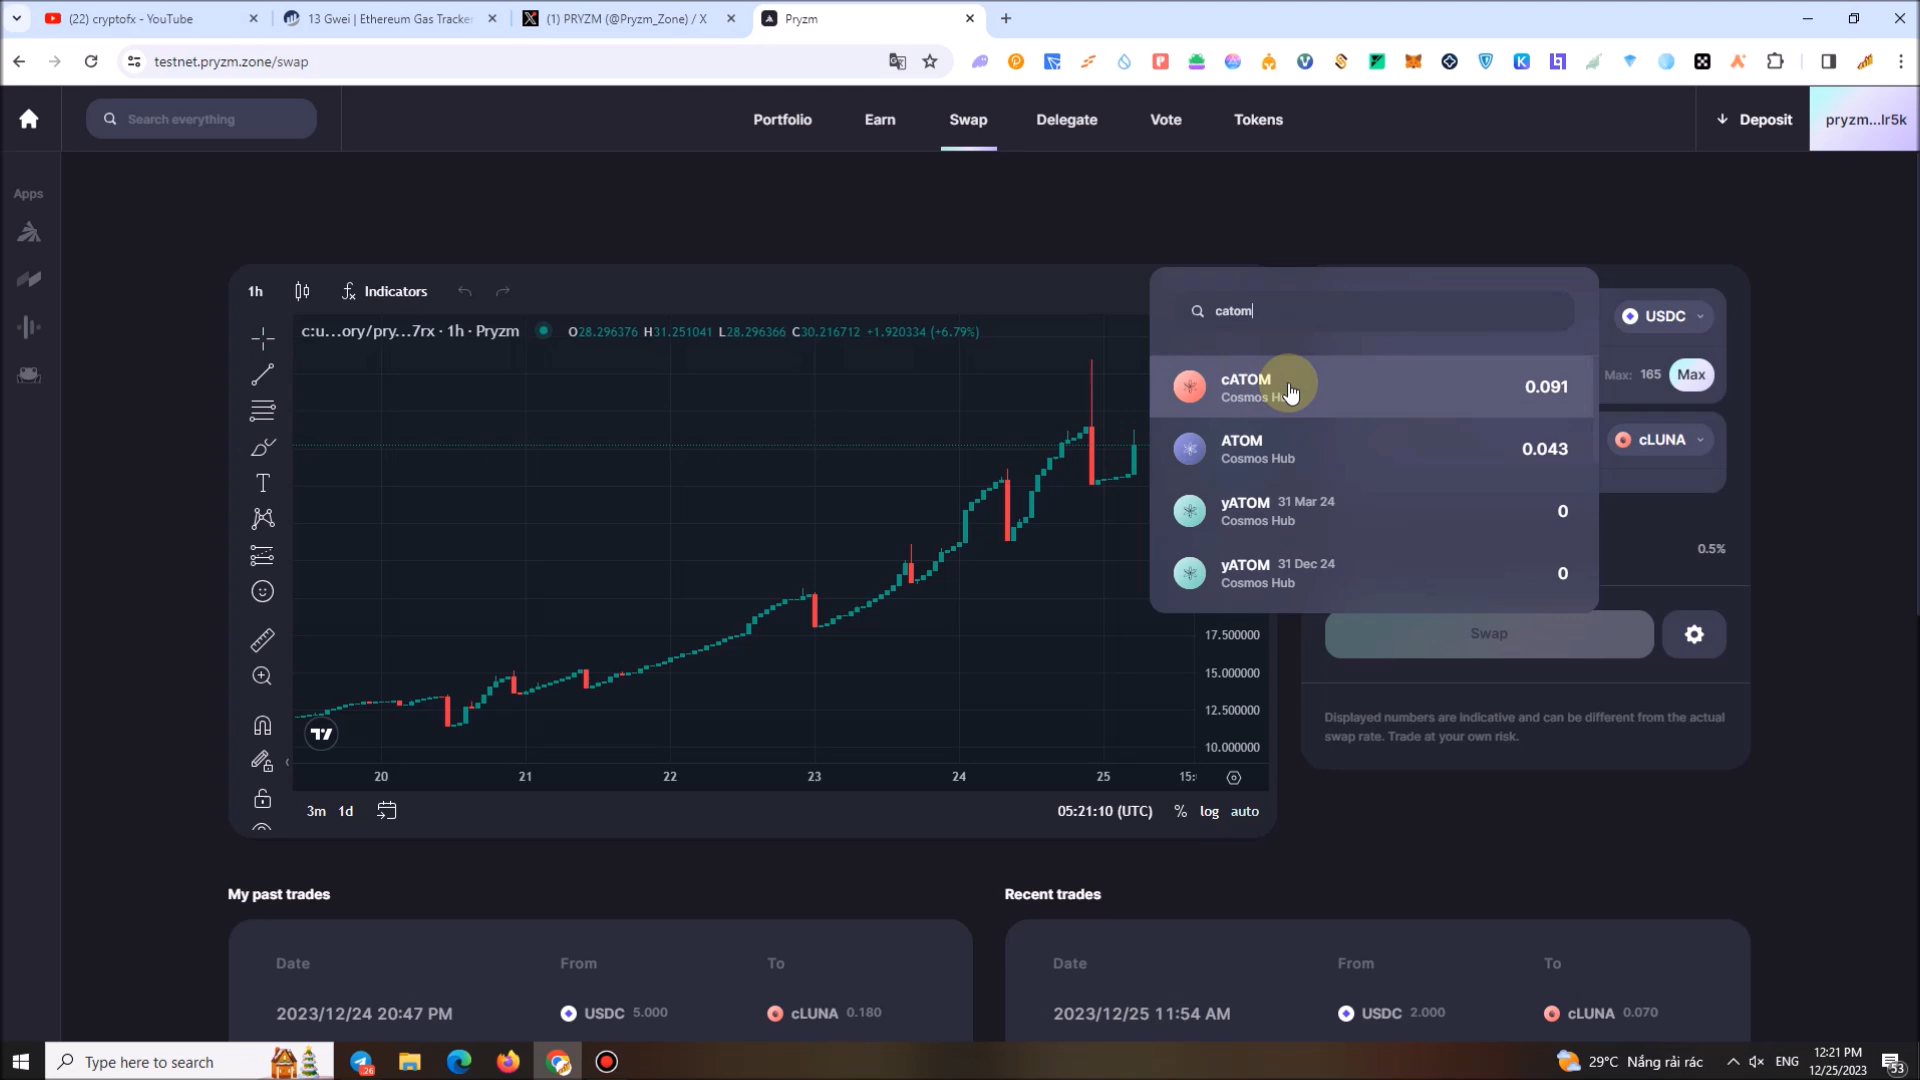 (22) cryptofx - YouTube
13 Gwei | Ethereum Gas Tracker
(1) PRYZM (@Pryzm_Zone) / X
Pryzm
testnet.pryzm.zone/swap
Search everything
Portfolio
Earn
Swap
Delegate
Vote
Tokens
Deposit
pryzm...lr5k
Apps
1h
Indicators
c:u...ory/pry...7rx · 1h · Pryzm
O28.296376 H31.251041 L28.296366 C30.216712 +1.920334 (+6.79%)
catom
USDC
cATOM
Cosmos Hub
0.091
Max: 165
Max
ATOM
Cosmos Hub
0.043
cLUNA
yATOM 31 Mar 24
Cosmos Hub
0
0.5%
yATOM 31 Dec 24
Cosmos Hub
0
17.500000
15.000000
12.500000
10.000000
Swap
Displayed numbers are indicative and can be different from the actual
swap rate. Trade at your own risk.
20
21
22
23
24
25
15:
3m
1d
05:21:10 (UTC)
%
log
auto
My past trades
Date
From
To
2023/12/24 20:47 PM
USDC 5.000
cLUNA 0.180
Recent trades
Date
From
To
2023/12/25 11:54 AM
USDC 2.000
cLUNA 0.070
Type here to search
26
29°C Nắng rải rác
ENG
12:21 PM
12/25/2023
53